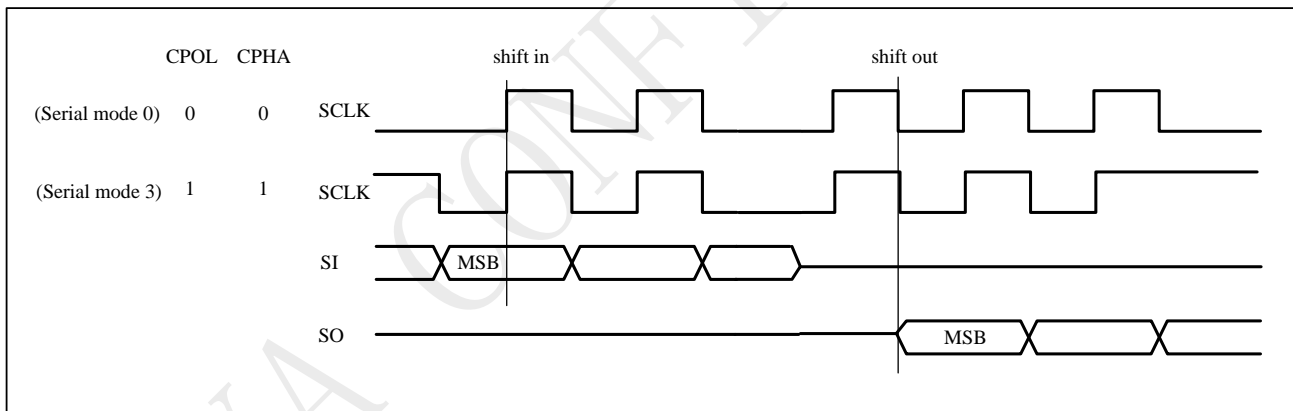 CPOL CPHA shift in shift out
(Serial mode 0) 0 0 SCLK
(Serial mode 3) 1 1 SCLK
SI MSB
SO MSB